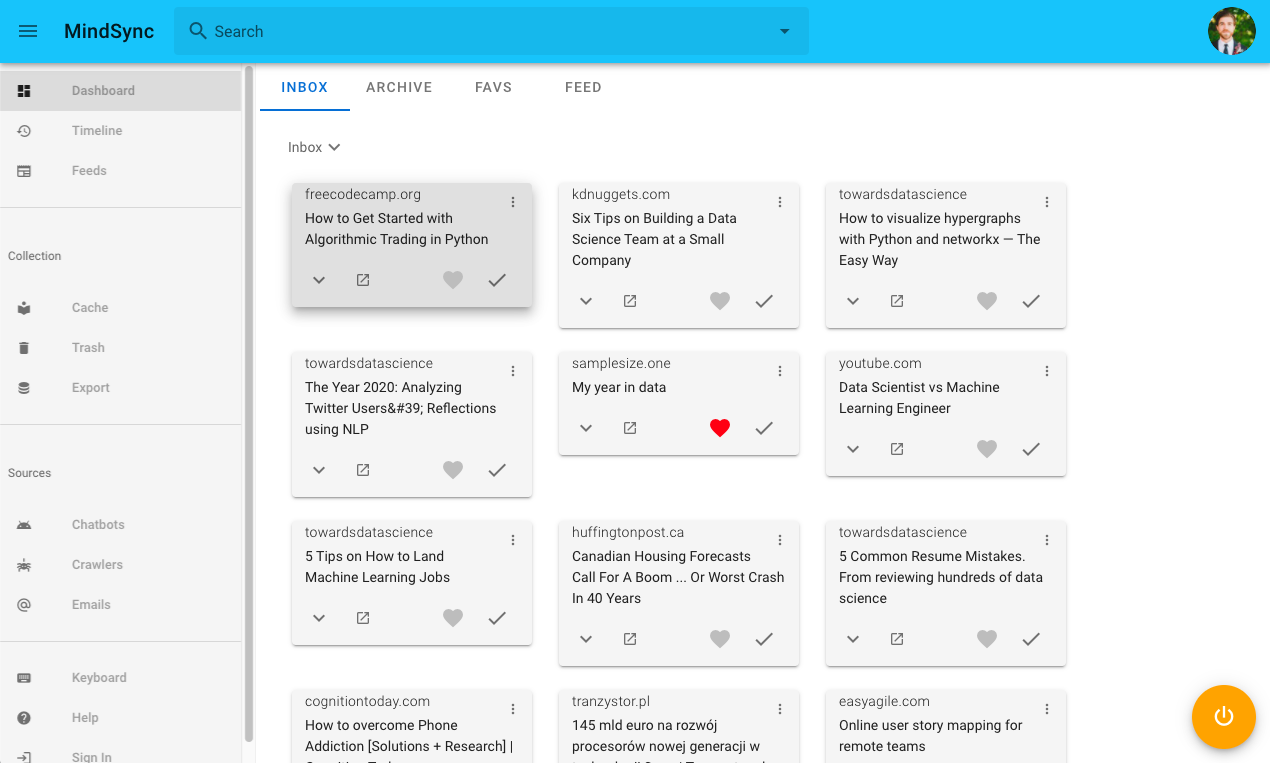 MindSync
Search
Dashboard
Timeline
Feeds
Collection
Cache
Trash
Export
Sources
Chatbots
Crawlers
Emails
Keyboard
Help
Sign In
INBOX
ARCHIVE
FAVS
FEED
Inbox
freecodecamp.org
How to Get Started with
Algorithmic Trading in Python
kdnuggets.com
Six Tips on Building a Data
Science Team at a Small
Company
towardsdatascience
How to visualize hypergraphs
with Python and networkx — The
Easy Way
towardsdatascience
The Year 2020: Analyzing
Twitter Users&#39; Reflections
using NLP
samplesize.one
My year in data
youtube.com
Data Scientist vs Machine
Learning Engineer
towardsdatascience
5 Tips on How to Land
Machine Learning Jobs
huffingtonpost.ca
Canadian Housing Forecasts
Call For A Boom ... Or Worst Crash
In 40 Years
towardsdatascience
5 Common Resume Mistakes.
From reviewing hundreds of data
science
cognitiontoday.com
How to overcome Phone
Addiction [Solutions + Research] |
tranzystor.pl
145 mld euro na rozwój
procesorów nowej generacji w
easyagile.com
Online user story mapping for
remote teams